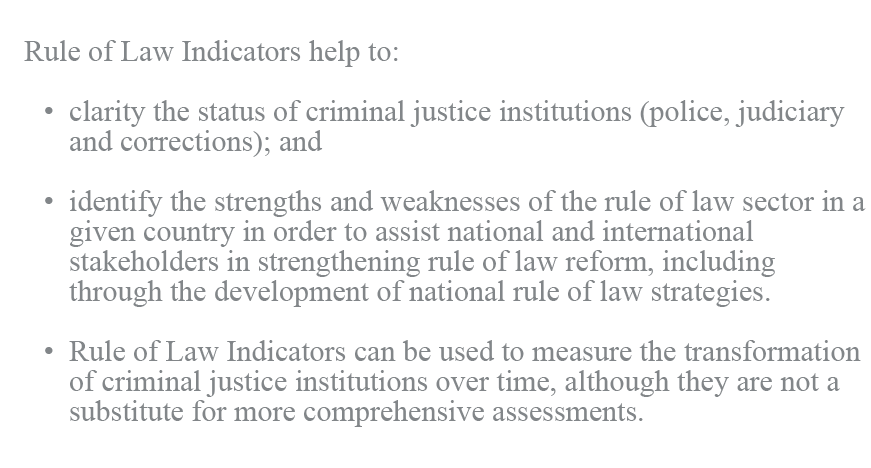 Rule of Law Indicators help to:
• clarity the status of criminal justice institutions (police, judiciary
and corrections); and
• identify the strengths and weaknesses of the rule of law sector in a
given country in order to assist national and international
stakeholders in strengthening rule of law reform, including
through the development of national rule of law strategies.
• Rule of Law Indicators can be used to measure the transformation
of criminal justice institutions over time, although they are not a
substitute for more comprehensive assessments.